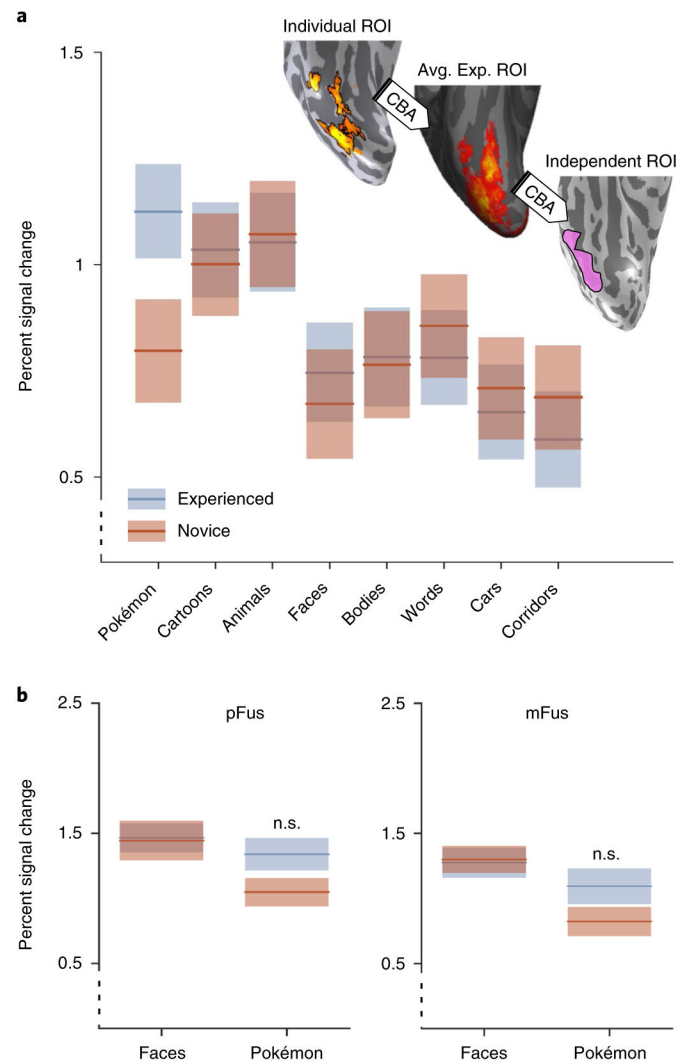 a
Individual ROI
Avg. Exp. ROI
CBA
Independent ROI
CBA
1.5
1
0.5
Percent signal change
Experienced
Novice
Pokémon
Cartoons
Animals
Faces
Bodies
Words
Cars
Corridors
b
2.5
1.5
0.5
Percent signal change
pFus
n.s.
Faces
Pokémon
2.5
1.5
0.5
mFus
n.s.
Faces
Pokémon